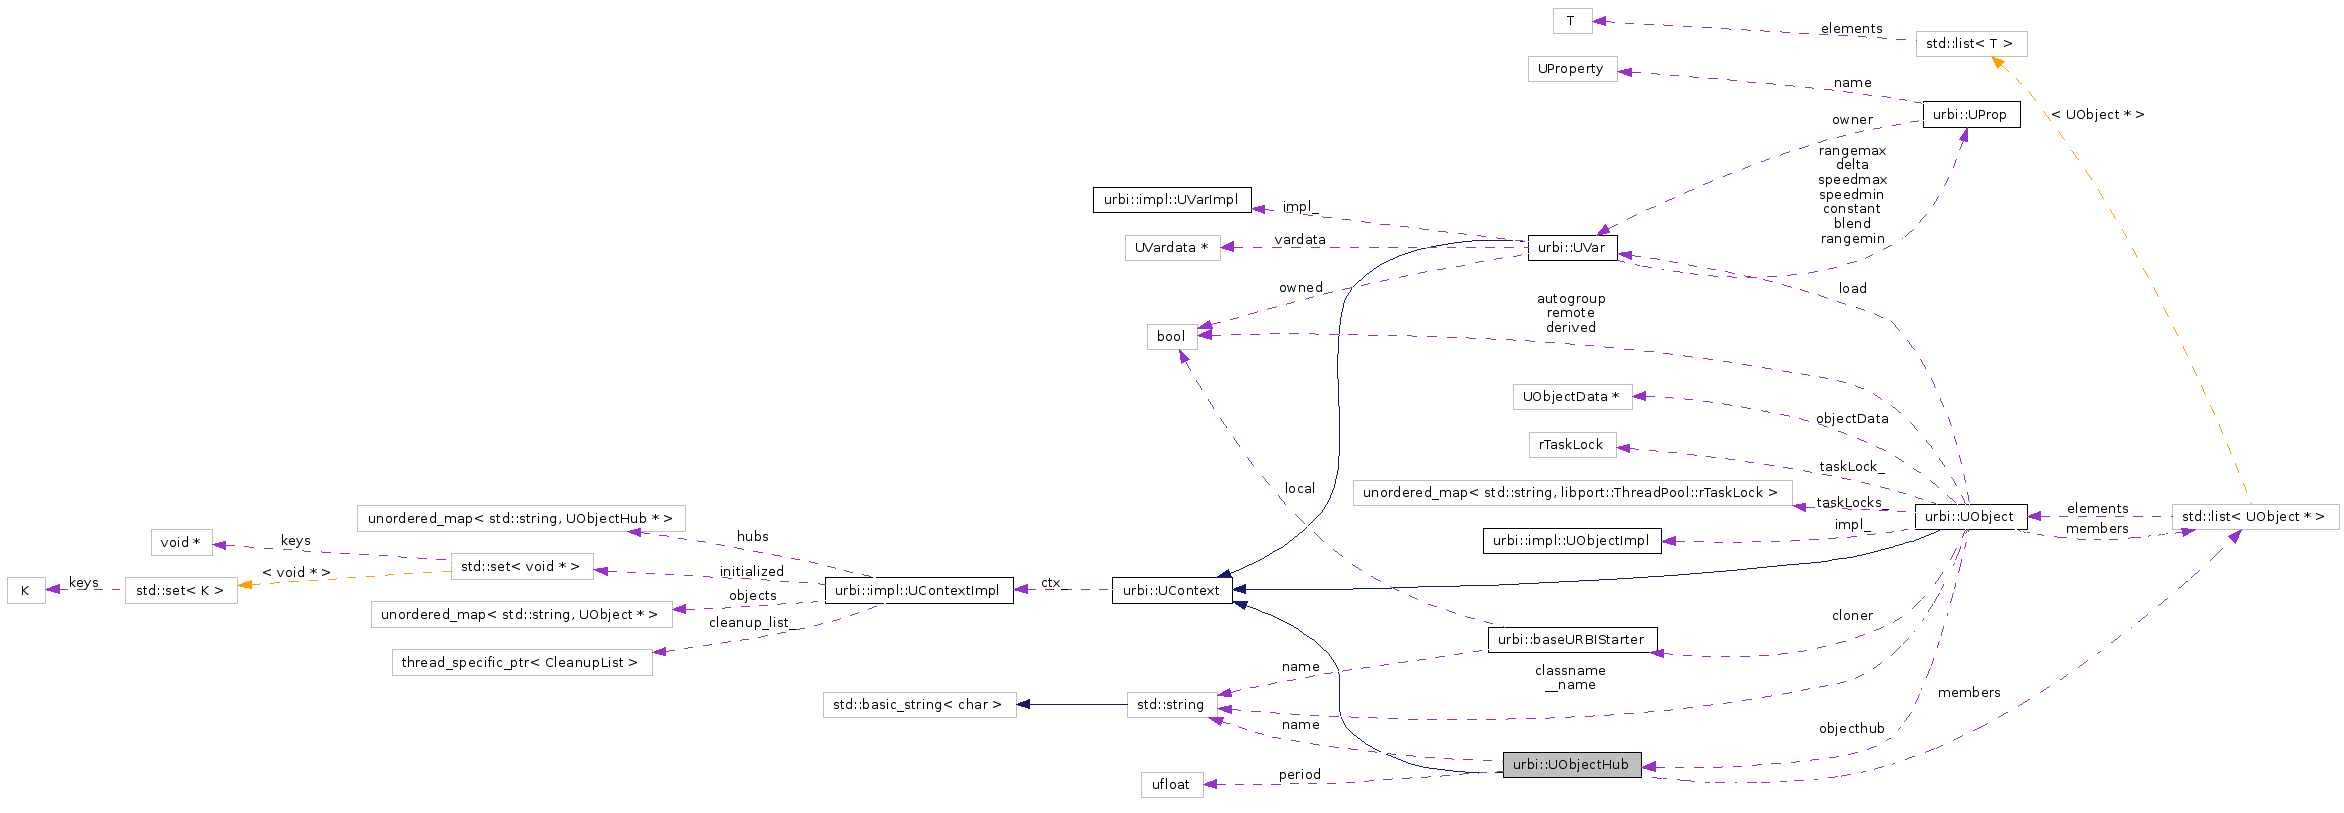 T
elements
std::list< T >
UProperty
name
urbi::UProp
< UObject * >
owner
rangemax
delta
speedmax
speedmin
constant
blend
rangemin
urbi::impl::UVarImpl
impl_
UVardata *
vardata
urbi::UVar
owned
load
autogroup
remote
derived
bool
UObjectData *
objectData
rTaskLock
taskLock_
local
unordered_map< std::string, libport::ThreadPool::rTaskLock >
taskLocks_
urbi::UObject
elements
members
std::list< UObject * >
impl_
urbi::impl::UObjectImpl
unordered_map< std::string, UObjectHub * >
hubs
void *
keys
std::set< void * >
initialized
< void * >
K
keys
std::set< K >
objects
unordered_map< std::string, UObject * >
cleanup_list_
thread_specific_ptr< CleanupList >
urbi::impl::UContextImpl
ctx_
urbi::UContext
cloner
urbi::baseURBIStarter
name
classname
__name
members
std::basic_string< char >
std::string
name
objecthub
urbi::UObjectHub
period
ufloat